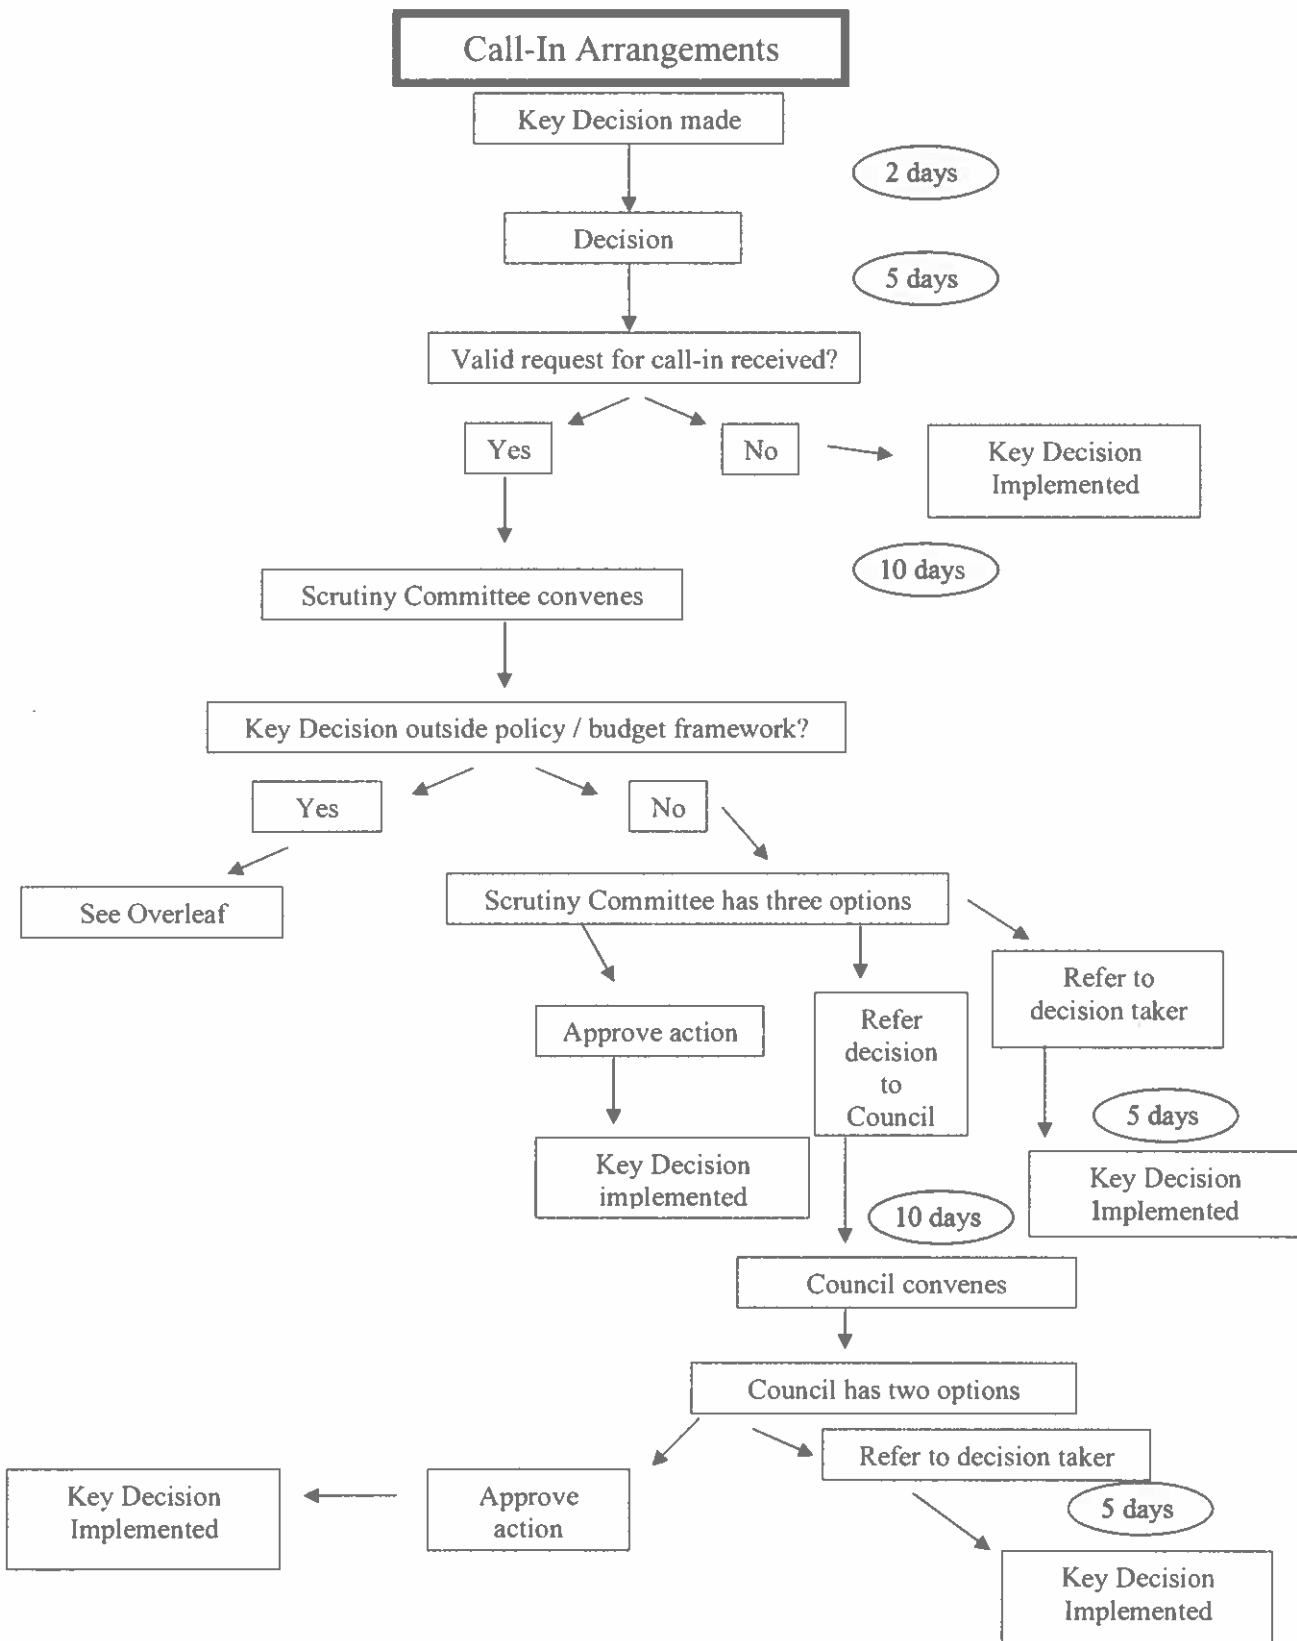 Call-In Arrangements
Key Decision made
2 days
Decision
5 days
Valid request for call-in received?
Yes
No
Key Decision
Implemented
10 days
Scrutiny Committee convenes
Key Decision outside policy / budget framework?
Yes
No
See Overleaf
Scrutiny Committee has three options
Refer to
decision taker
Approve action
Refer
decision
to
Council
5 days
Key Decision
implemented
Key Decision
Implemented
10 days
Council convenes
Council has two options
Refer to decision taker
Key Decision
Implemented
Approve
action
5 days
Key Decision
Implemented